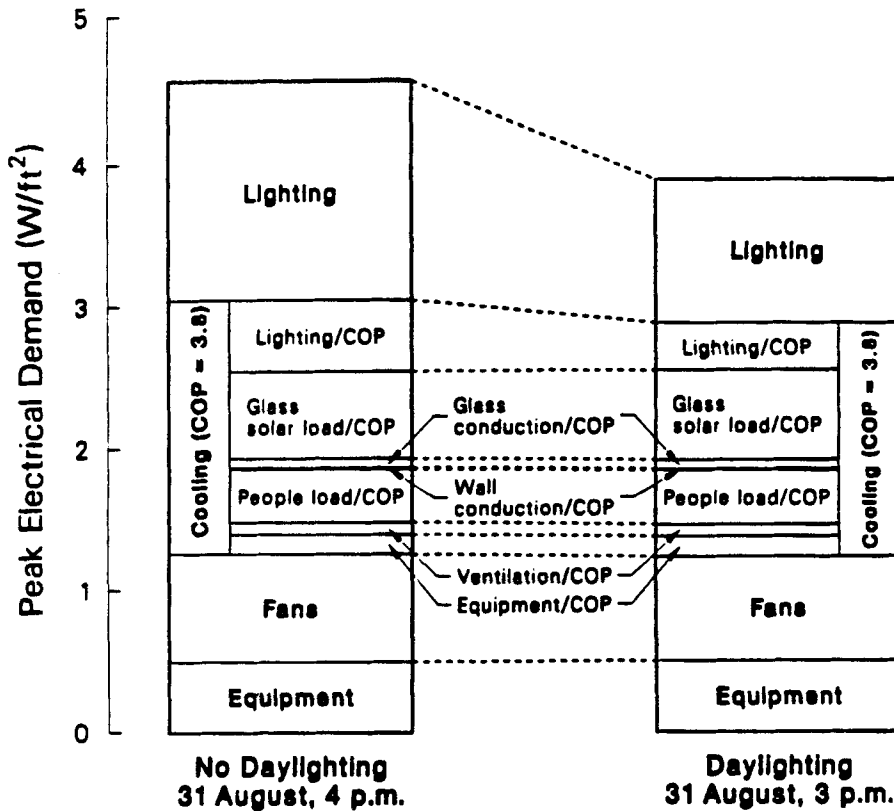 Peak Electrical Demand (W/ft²)
5
4
3
2
1
0
Lighting
Cooling (COP = 3.8)
Lighting/COP
Glass
solar load/COP
People load/COP
Fans
Equipment
No Daylighting
31 August, 4 p.m.
Glass
conduction/COP
Wall
conduction/COP
Ventilation/COP
Equipment/COP
Lighting
Lighting/COP
Glass
solar load/COP
People load/COP
Cooling (COP = 3.8)
Fans
Equipment
Daylighting
31 August, 3 p.m.